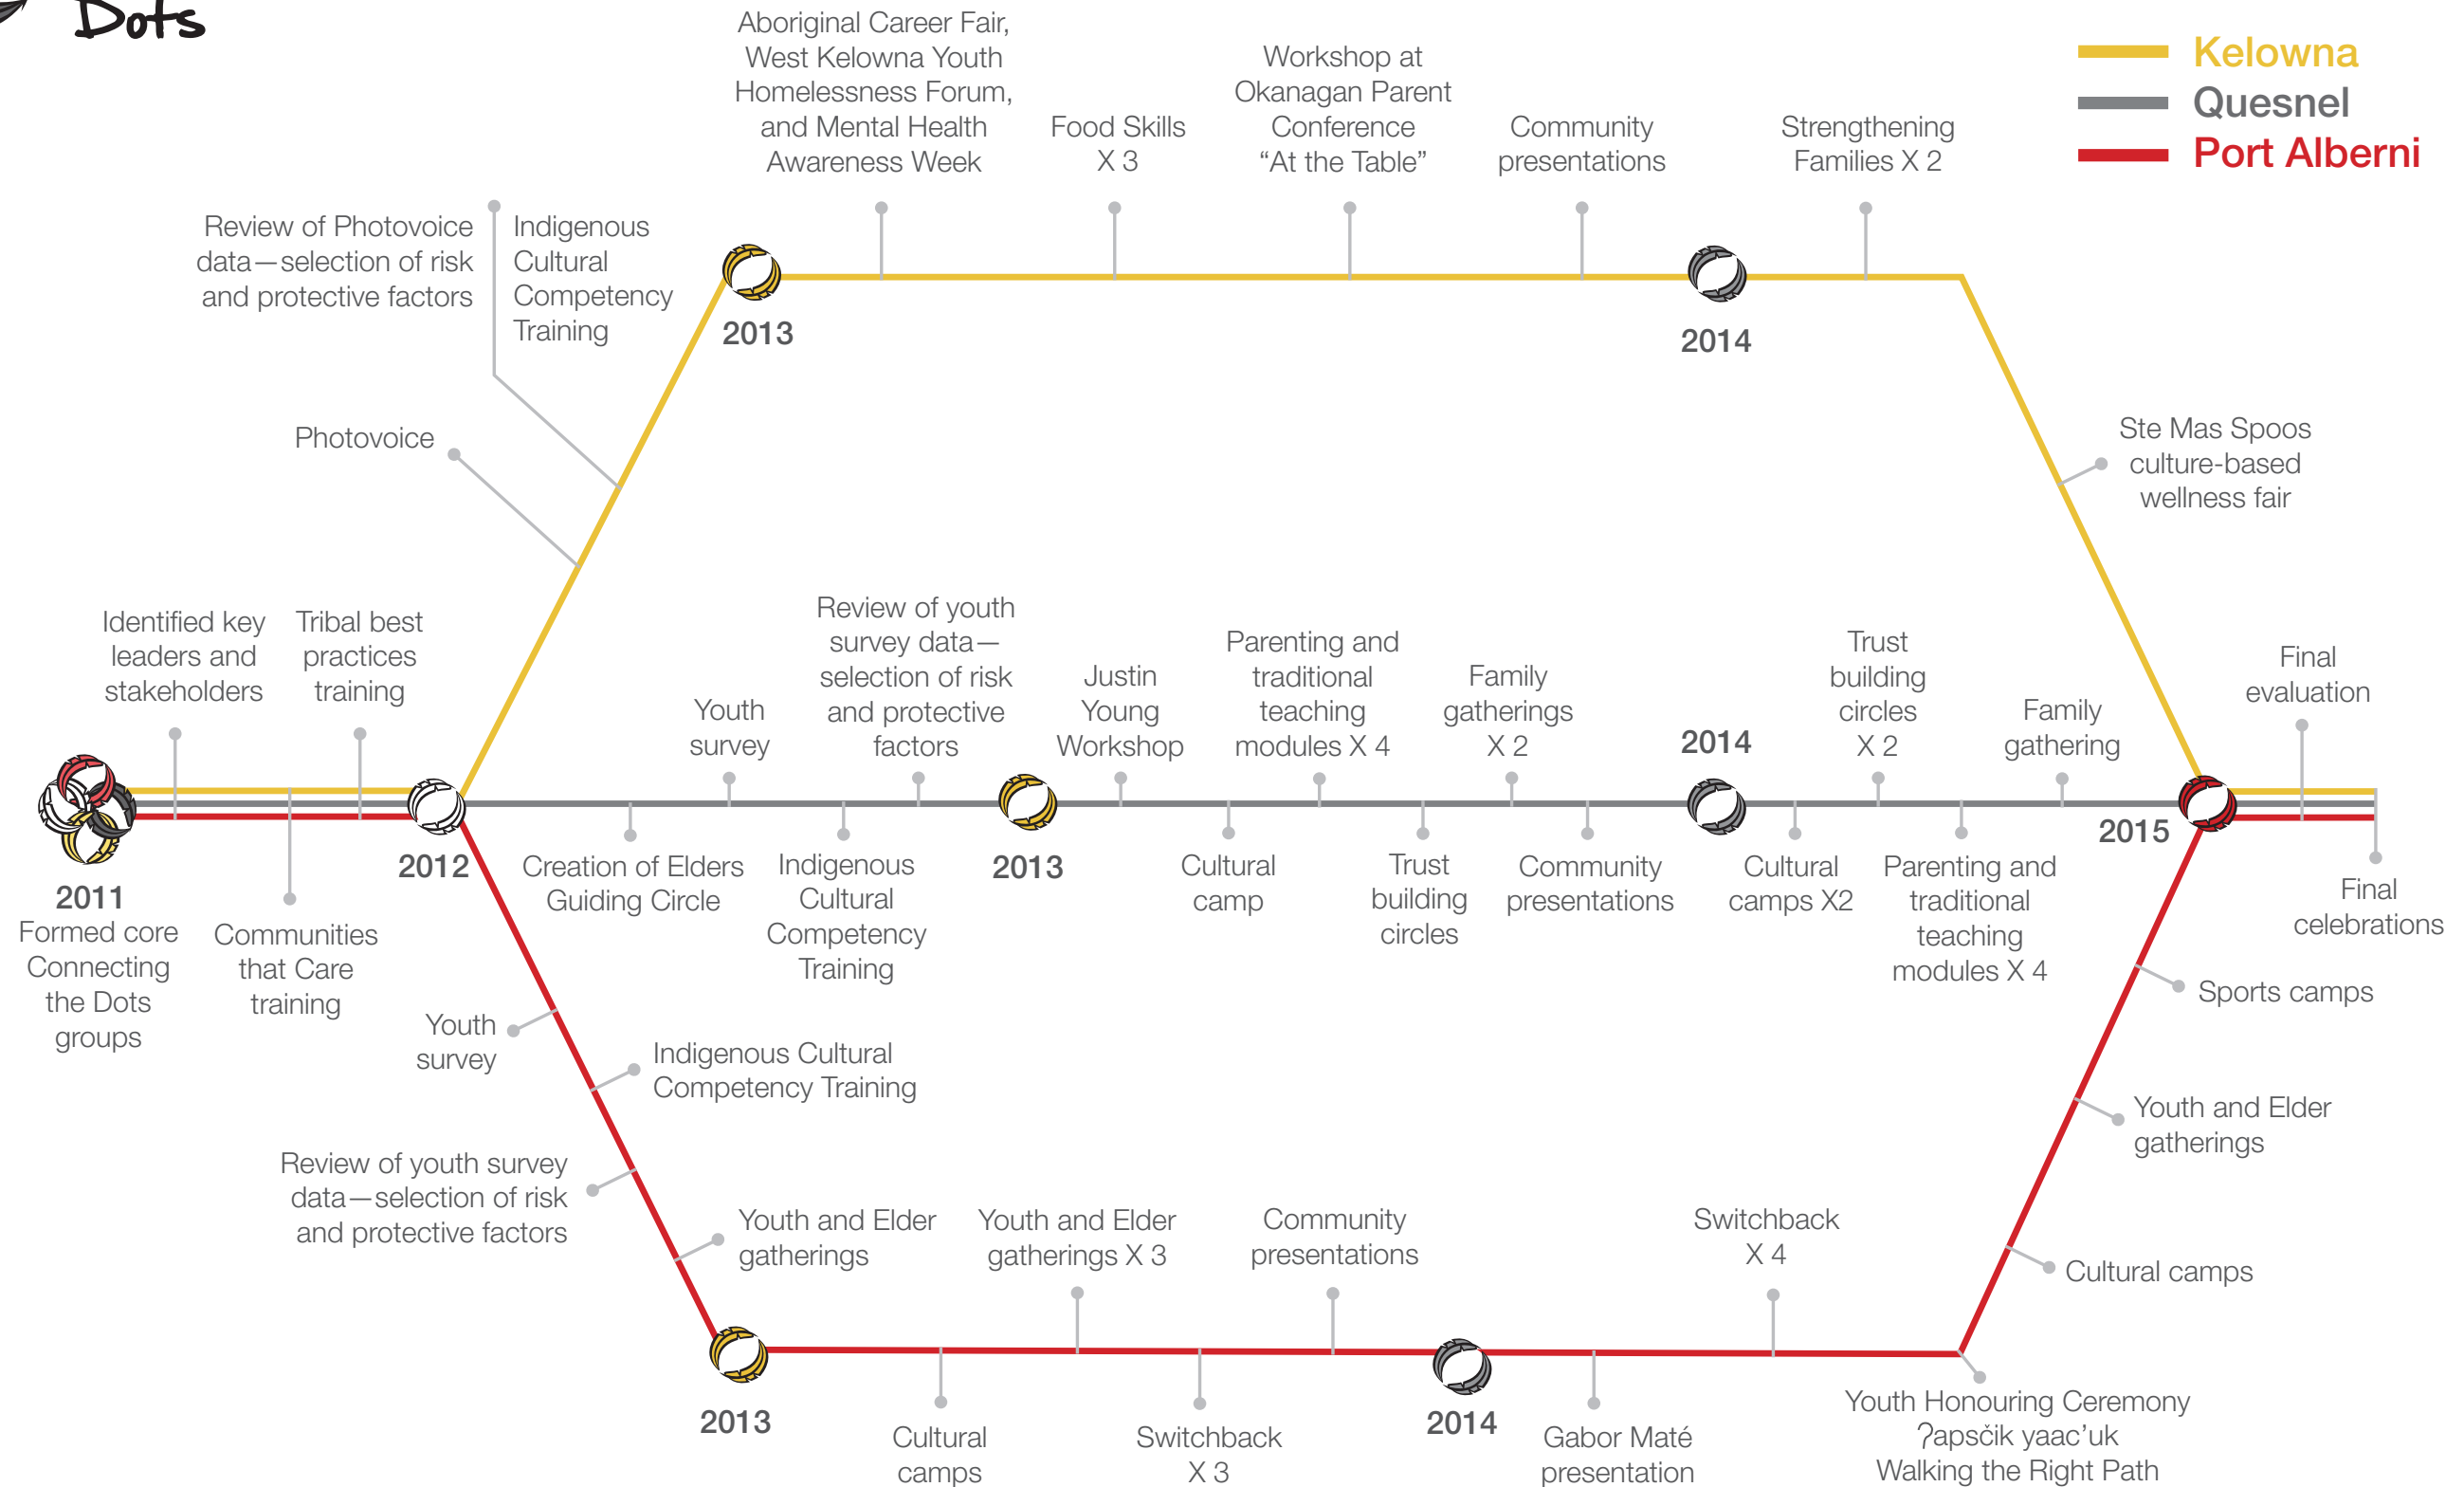 Dots
Kelowna
Quesnel
Port Alberni
Aboriginal Career Fair,
West Kelowna Youth
Homelessness Forum,
and Mental Health
Awareness Week
Food Skills
X 3
Workshop at
Okanagan Parent
Conference
“At the Table”
Community
presentations
Strengthening
Families X 2
Review of Photovoice
data—selection of risk
and protective factors
Indigenous
Cultural
Competency
Training
2013
2014
Photovoice
Ste Mas Spoos
culture-based
wellness fair
Identified key
leaders and
stakeholders
Tribal best
practices
training
Youth
survey
Review of youth
survey data—
selection of risk
and protective
factors
Justin
Young
Workshop
Parenting and
traditional
teaching
modules X 4
Family
gatherings
X 2
2014
Trust
building
circles
X 2
Family
gathering
Final
evaluation
2011
Formed core
Connecting
the Dots
groups
Communities
that Care
training
2012
Creation of Elders
Guiding Circle
Indigenous
Cultural
Competency
Training
2013
Cultural
camp
Trust
building
circles
Community
presentations
Cultural
camps X2
Parenting and
traditional
teaching
modules X 4
2015
Final
celebrations
Youth
survey
Indigenous Cultural
Competency Training
Review of youth survey
data—selection of risk
and protective factors
Youth and Elder
gatherings
Youth and Elder
gatherings X 3
Community
presentations
Switchback
X 4
Sports camps
Youth and Elder
gatherings
Cultural camps
2013
Cultural
camps
Switchback
X 3
2014
Gabor Maté
presentation
Youth Honouring Ceremony
ʔapsčik yaac’uk
Walking the Right Path